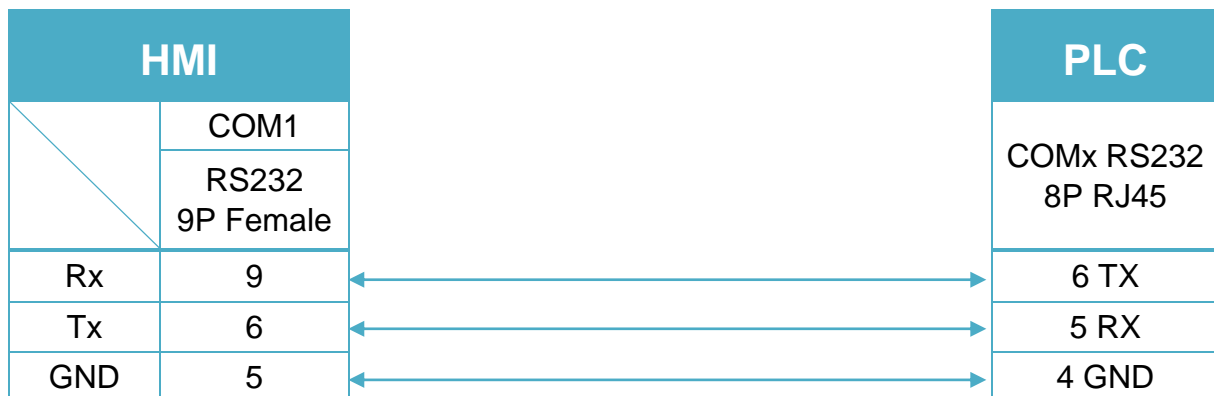 HMI
PLC
COM1
RS232
9P Female
COMx RS232
8P RJ45
Rx 9 6 TX
Tx 6 5 RX
GND 5 4 GND